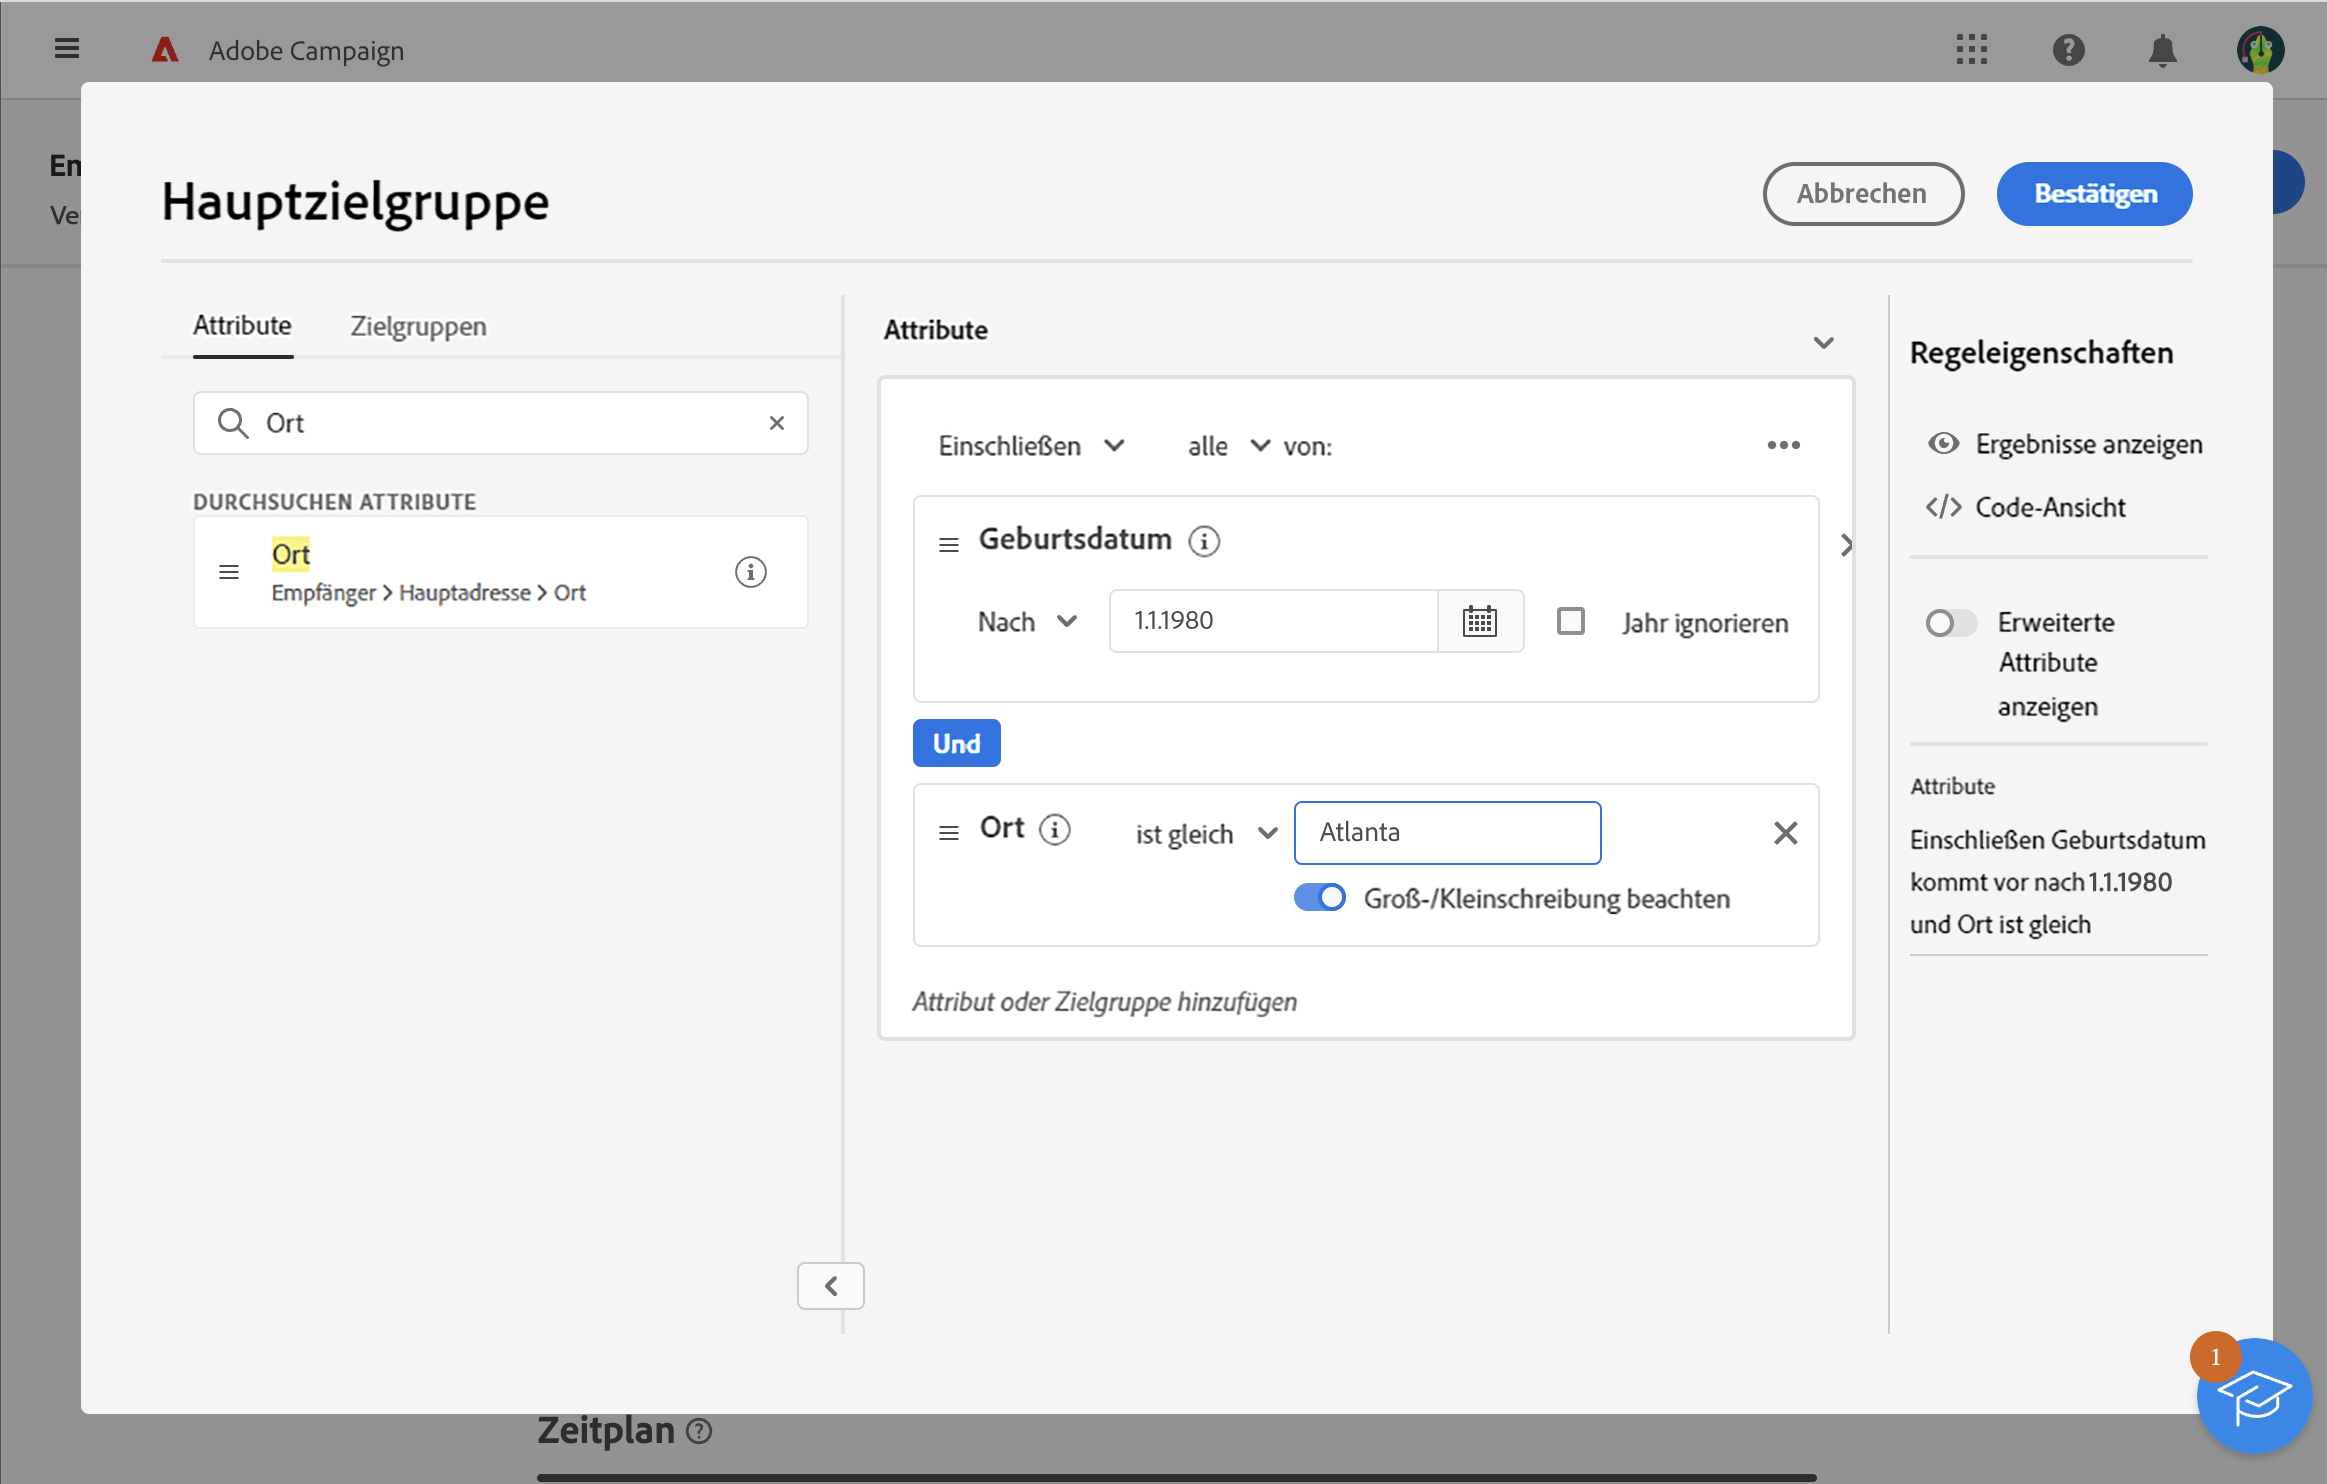 Adobe Campaign
Hauptzielgruppe
Abbrechen
Bestätigen
Attribute
Zielgruppen
Ort
DURCHSUCHEN ATTRIBUTE
Ort
Empfänger > Hauptadresse > Ort
Attribute
Einschließen alle von:
Geburtsdatum
Nach 1.1.1980 Jahr ignorieren
Und
Ort ist gleich Atlanta
Groß-/Kleinschreibung beachten
Attribut oder Zielgruppe hinzufügen
Regeleigenschaften
Ergebnisse anzeigen
Code-Ansicht
Erweiterte
Attribute
anzeigen
Attribute
Einschließen Geburtsdatum
kommt vor nach 1.1.1980
und Ort ist gleich
1
Zeitplan